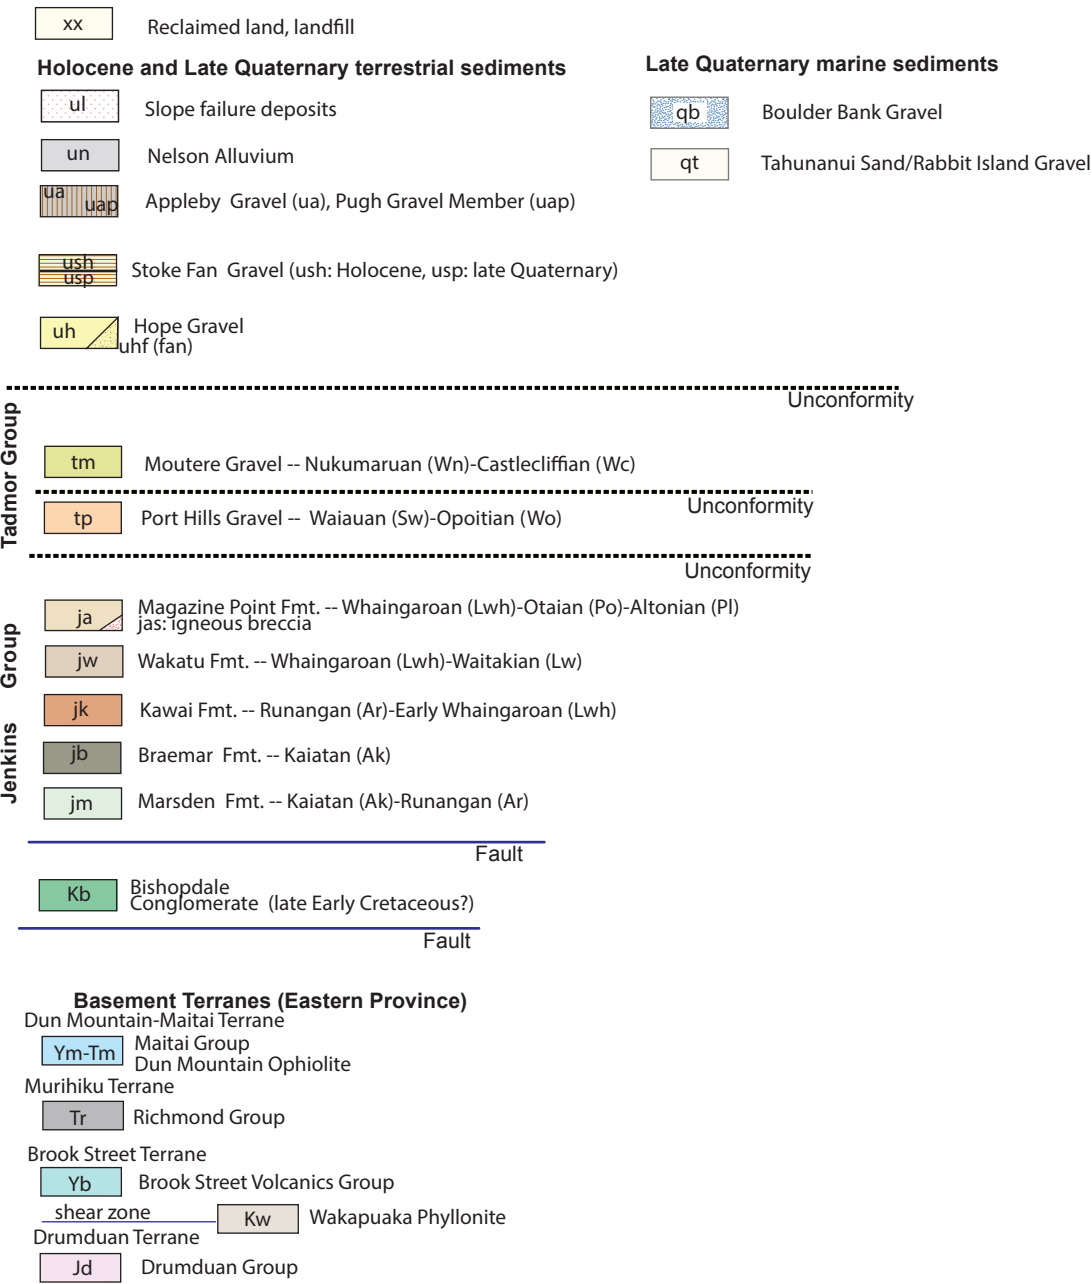 xx Reclaimed land, landfill
Holocene and Late Quaternary terrestrial sediments
ul Slope failure deposits
un Nelson Alluvium
ua uap Appleby Gravel (ua), Pugh Gravel Member (uap)
ush Stoke Fan Gravel (ush: Holocene, usp: late Quaternary)
usp
uh Hope Gravel
uhf (fan)
Late Quaternary marine sediments
qb Boulder Bank Gravel
qt Tahunanui Sand/Rabbit Island Gravel
Unconformity
Tadmor Group
tm Moutere Gravel -- Nukumaruan (Wn)-Castlecliffian (Wc)
Unconformity
tp Port Hills Gravel -- Waiauan (Sw)-Opoitian (Wo)
Unconformity
Jenkins Group
ja Magazine Point Fmt. -- Whaingaroan (Lwh)-Otaian (Po)-Altonian (Pl)
jas: igneous breccia
jw Wakatu Fmt. -- Whaingaroan (Lwh)-Waitakian (Lw)
jk Kawai Fmt. -- Runangan (Ar)-Early Whaingaroan (Lwh)
jb Braemar Fmt. -- Kaiatan (Ak)
jm Marsden Fmt. -- Kaiatan (Ak)-Runangan (Ar)
Fault
Kb Bishopdale
Conglomerate (late Early Cretaceous?)
Fault
Basement Terranes (Eastern Province)
Dun Mountain-Maitai Terrane
Ym-Tm Maitai Group
Dun Mountain Ophiolite
Murihiku Terrane
Tr Richmond Group
Brook Street Terrane
Yb Brook Street Volcanics Group
shear zone Kw Wakapuaka Phyllonite
Drumduan Terrane
Jd Drumduan Group